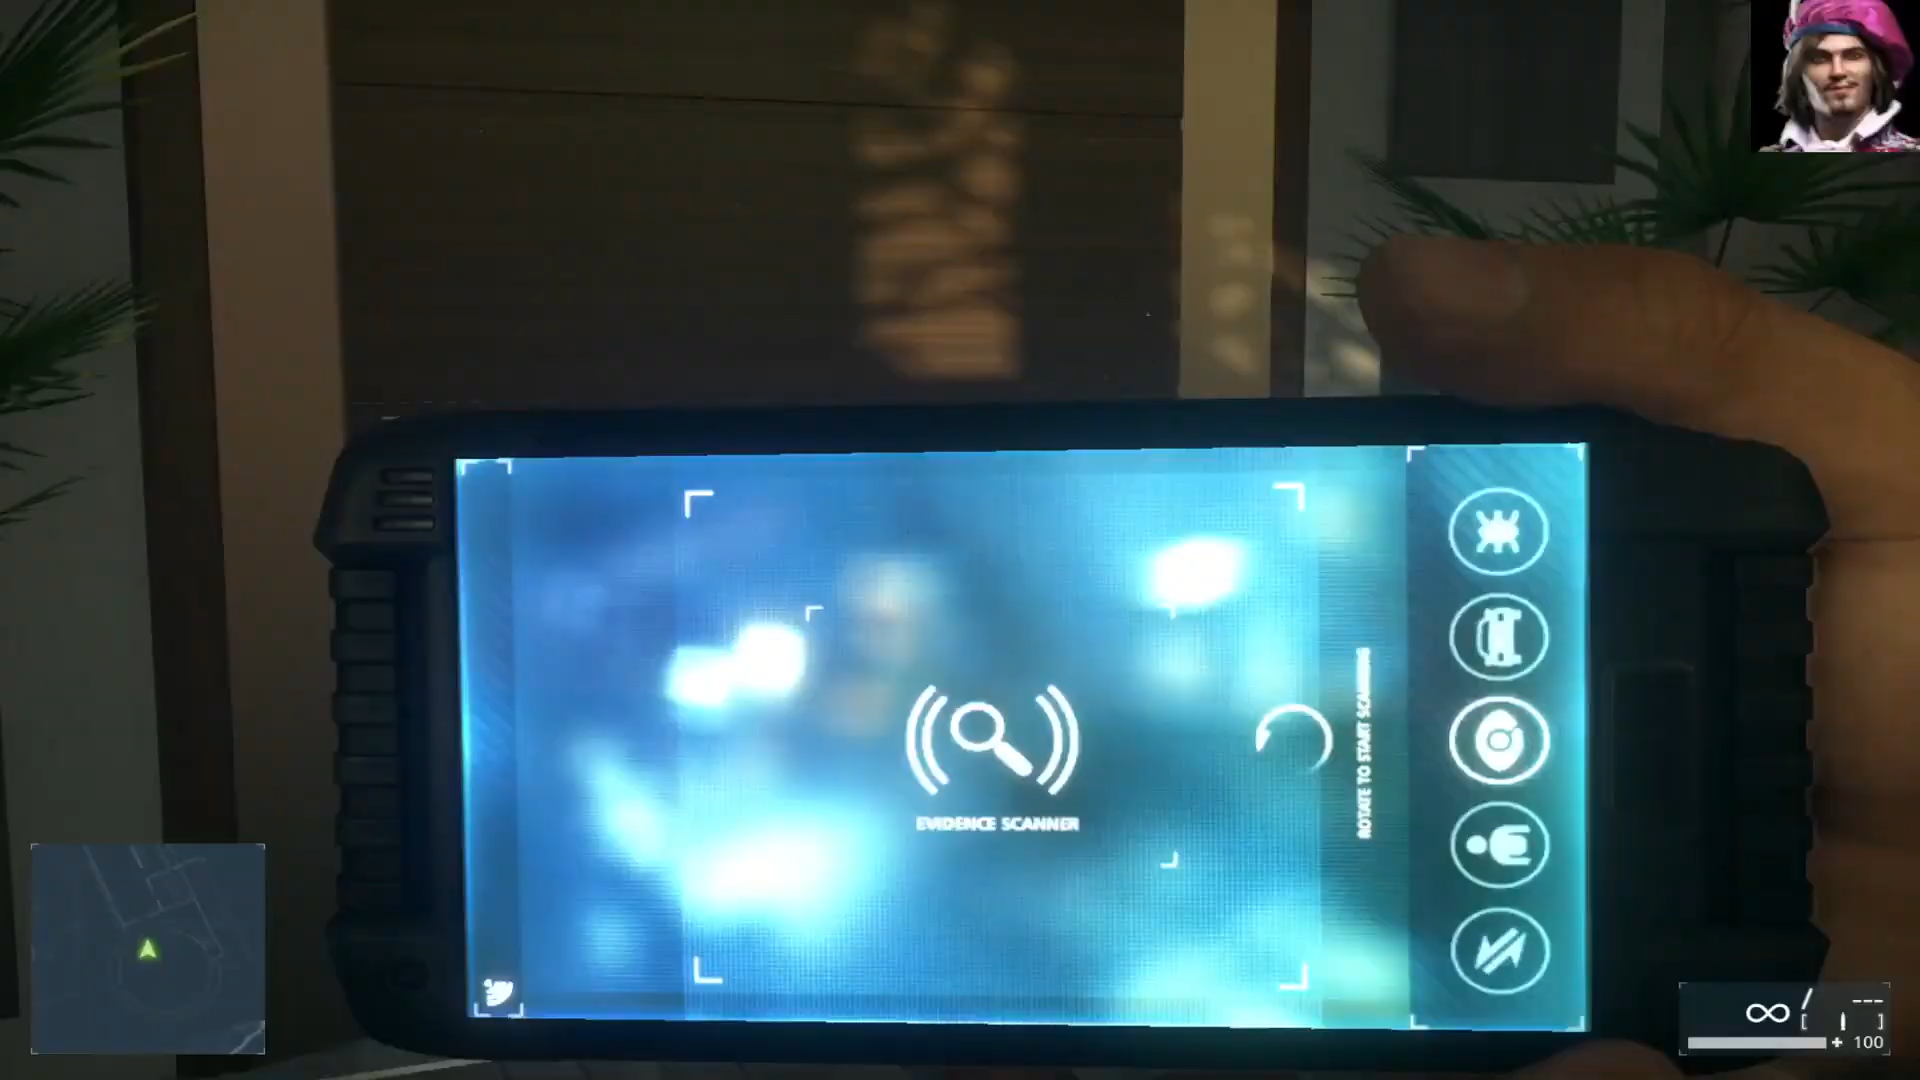 EVIDENCE SCANNER
ROTATE TO START SCANNING
∞ / ---
+ 100